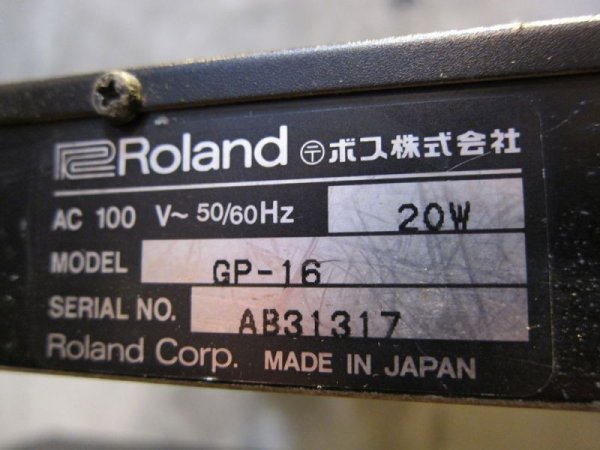 Roland 〶ボス株式会社
AC 100 V~ 50/60Hz 20W
MODEL GP-16
SERIAL NO. AB31317
Roland Corp. MADE IN JAPAN